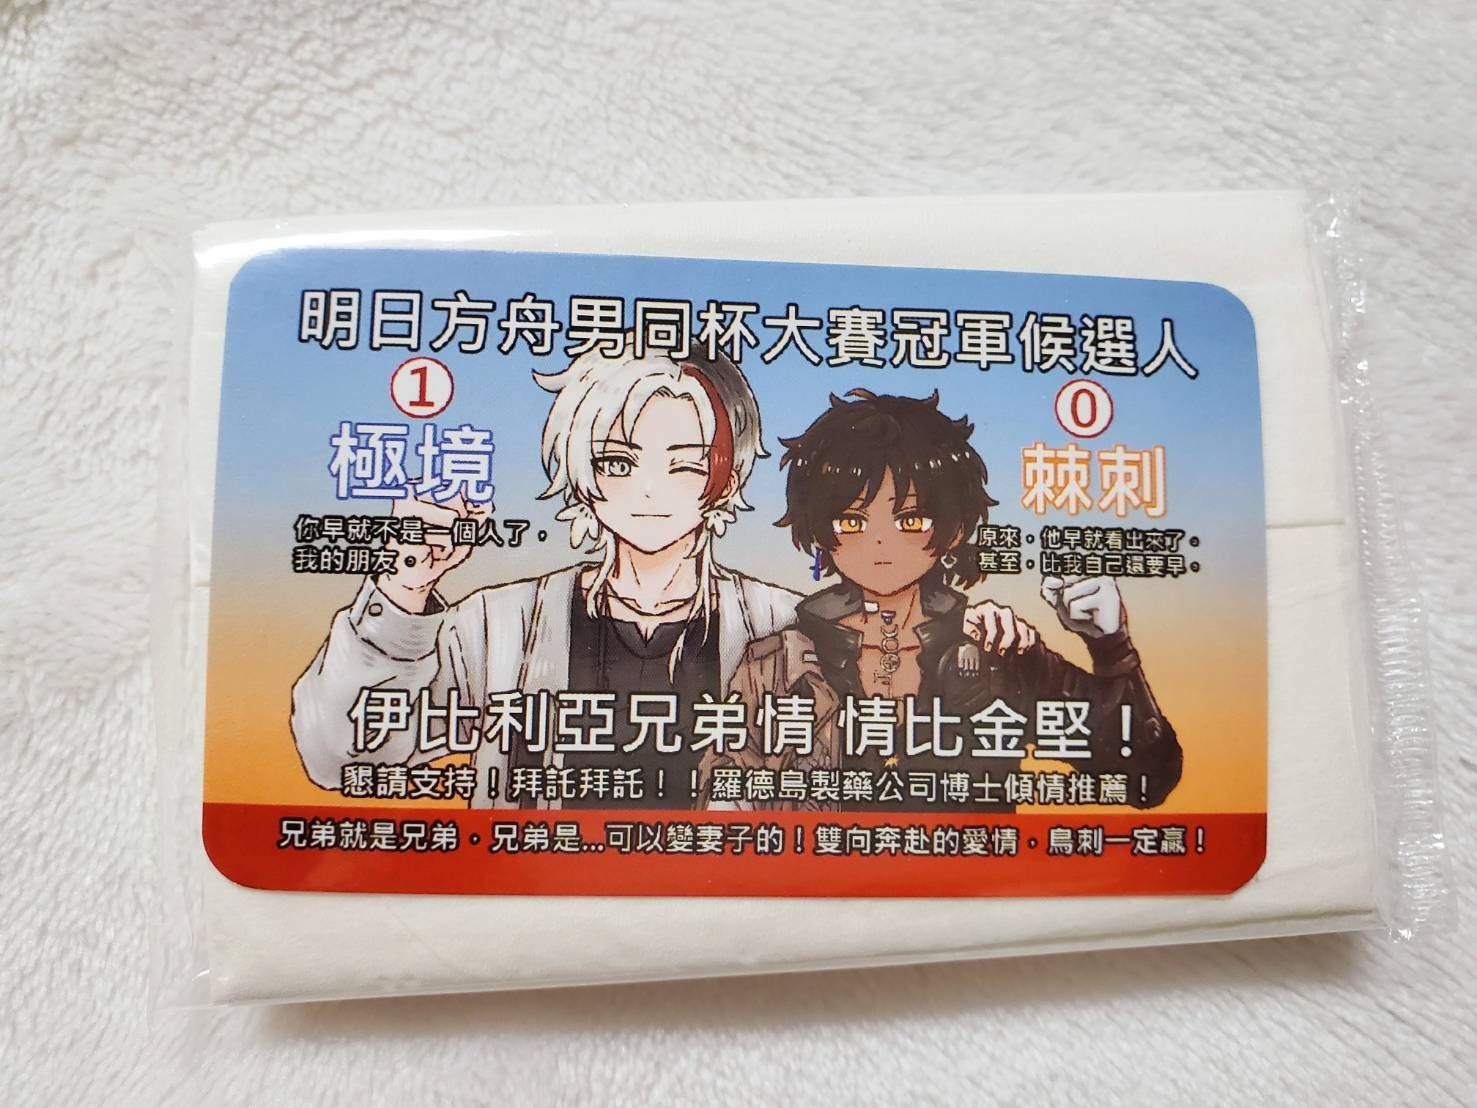 明日方舟男同杯大賽冠軍候選人
①
極境
你早就不是一個人了，
我的朋友。
⓪
棘刺
原來，他早就看出來了。
甚至，比我自己還要早。
伊比利亞兄弟情 情比金堅！
懇請支持！拜託拜託！！羅德島製藥公司博士傾情推薦！
兄弟就是兄弟，兄弟是...可以變妻子的！雙向奔赴的愛情，鳥刺一定贏！